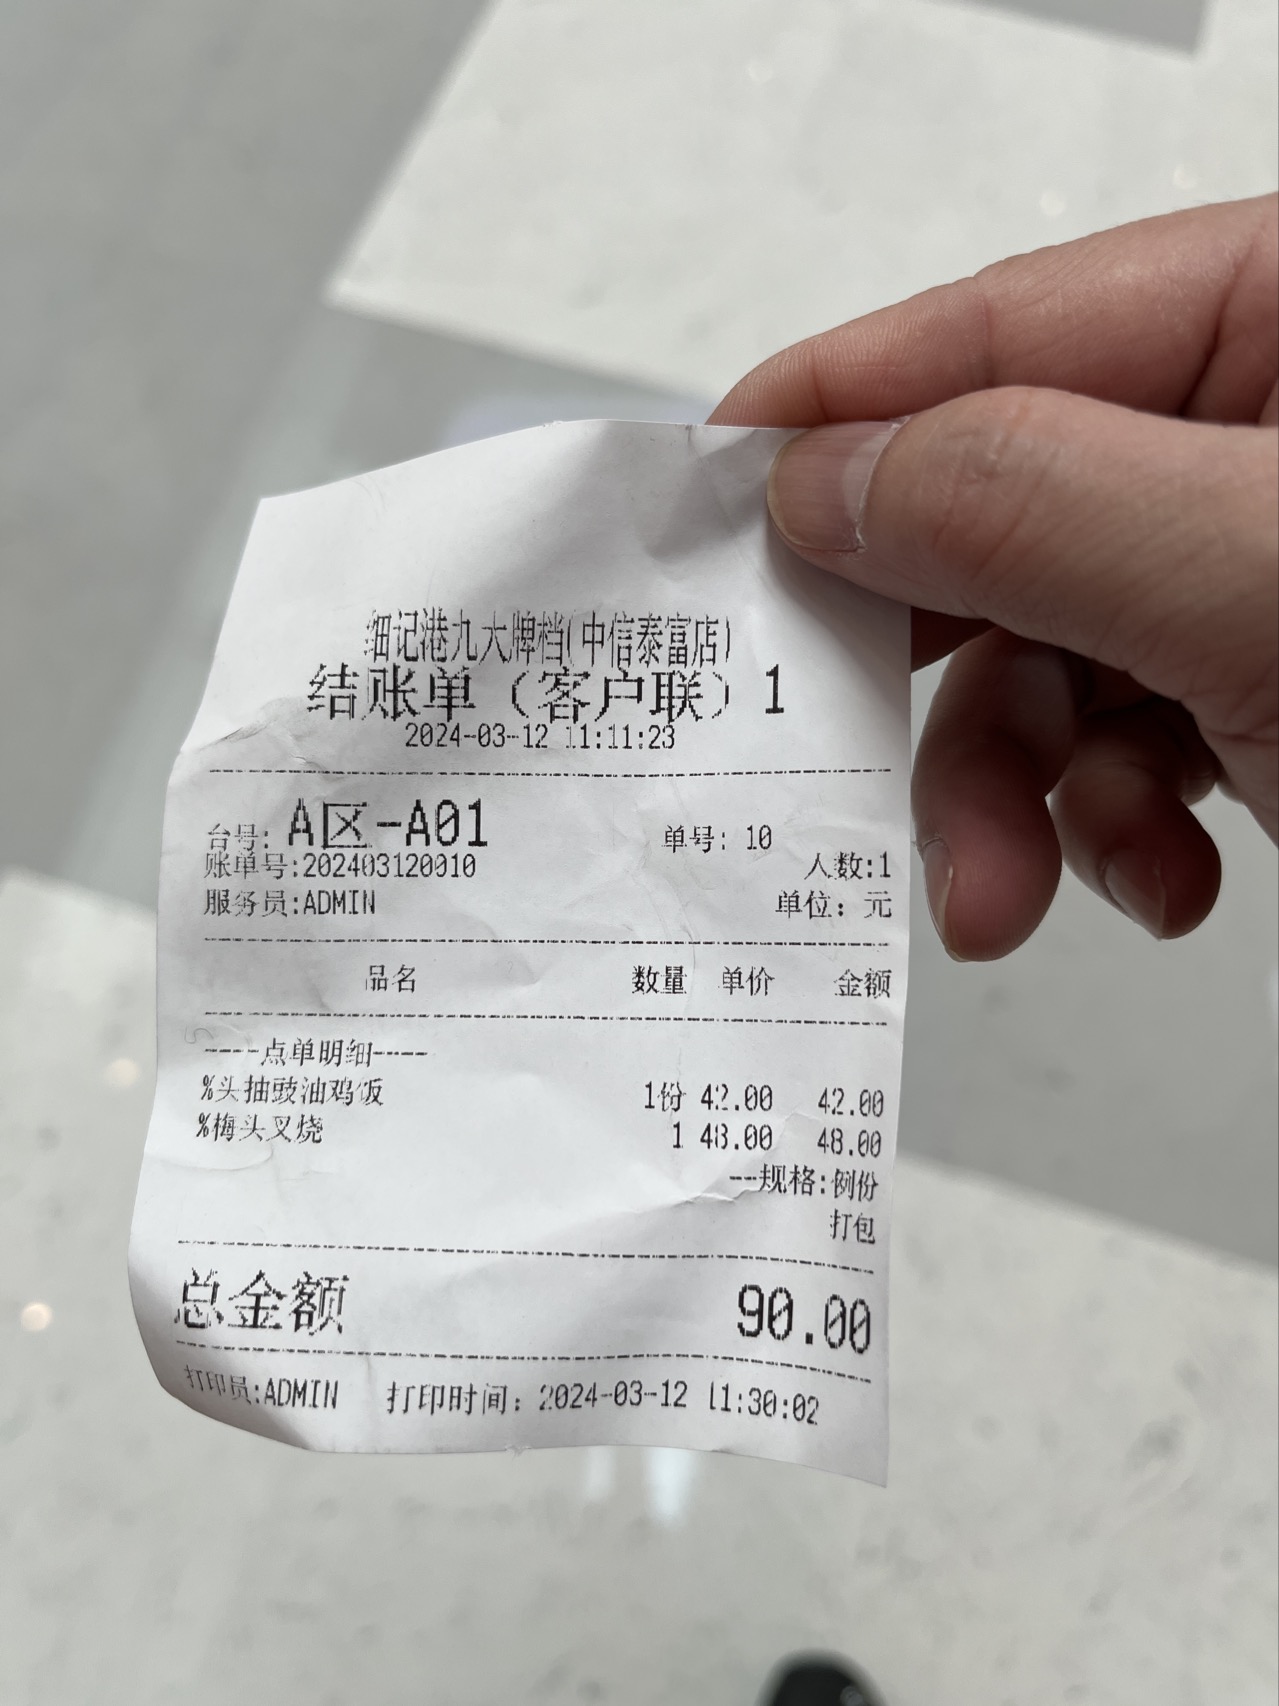 细记港九大牌档(中信泰富店)
结账单（客户联）1
2024-03-12 11:11:23
台号: A区-A01 单号: 10
账单号:202403120010 人数:1
服务员:ADMIN 单位: 元
品名 数量 单价 金额
----点单明细----
%头抽豉油鸡饭 1份 42.00 42.00
%梅头叉烧 1 48.00 48.00
--规格:例份
打包
总金额 90.00
打印员:ADMIN 打印时间: 2024-03-12 11:30:02